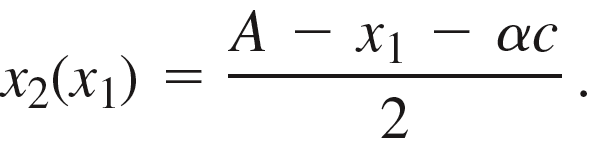 x₂(x₁) = (A − x₁ − αc) / 2 .